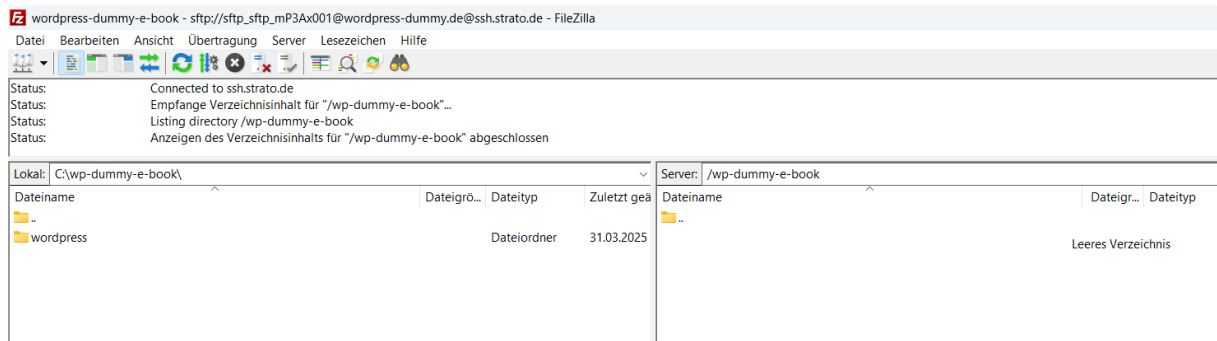 wordpress-dummy-e-book - sftp://sftp_sftp_mP3Ax001@wordpress-dummy.de@ssh.strato.de - FileZilla
Datei Bearbeiten Ansicht Übertragung Server Lesezeichen Hilfe
Status: Connected to ssh.strato.de
Status: Empfange Verzeichnisinhalt für "/wp-dummy-e-book"...
Status: Listing directory /wp-dummy-e-book
Status: Anzeigen des Verzeichnisinhalts für "/wp-dummy-e-book" abgeschlossen
Lokal: C:\wp-dummy-e-book\
Dateiname Dateigrö... Dateityp Zuletzt geä
..
wordpress Dateiordner 31.03.2025
Server: /wp-dummy-e-book
Dateiname Dateigr... Dateityp
..
Leeres Verzeichnis